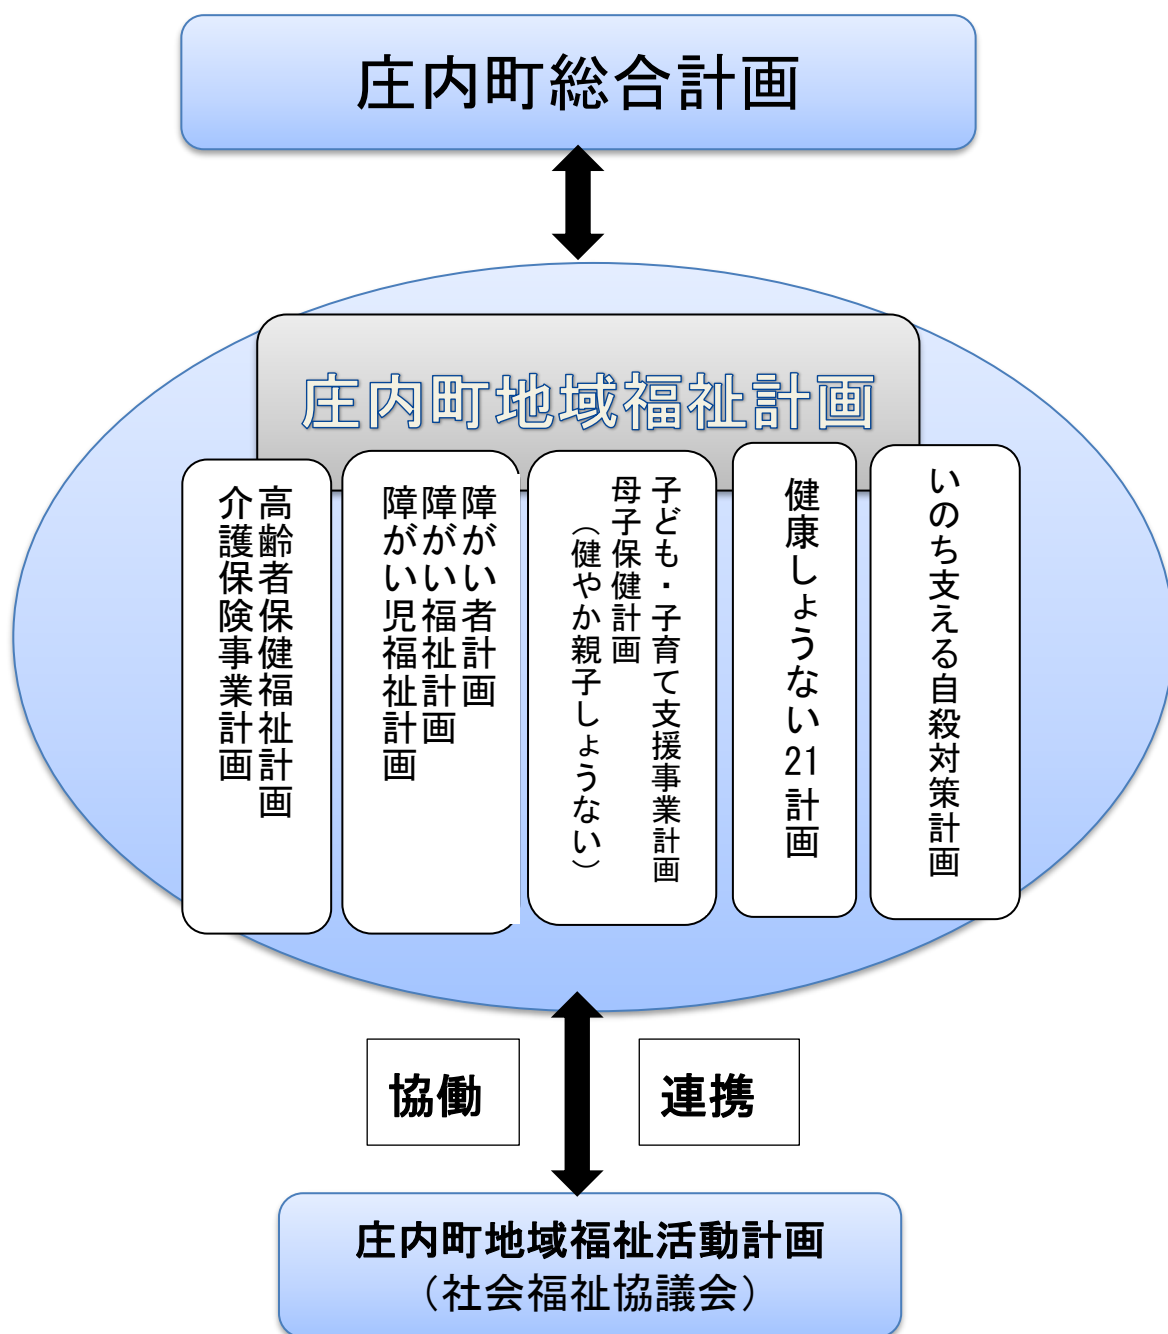 庄内町総合計画
庄内町地域福祉計画
高齢者保健福祉計画
介護保険事業計画
障がい者計画
障がい福祉計画
障がい児福祉計画
子ども・子育て支援事業計画
母子保健計画
（健やか親子しょうない）
健康しょうない21計画
いのち支える自殺対策計画
協働
連携
庄内町地域福祉活動計画
（社会福祉協議会）